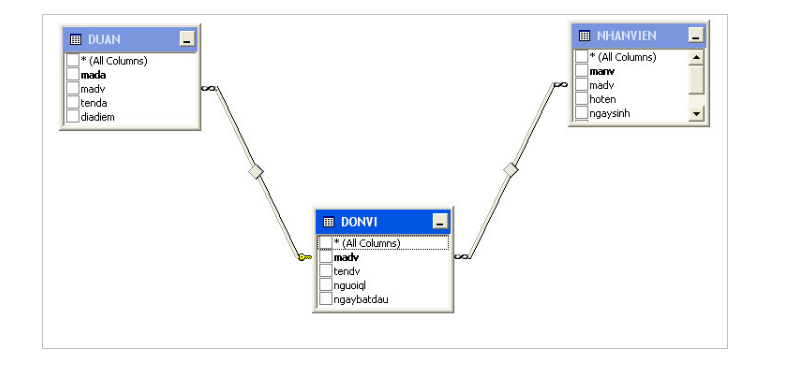 DUAN
* (All Columns)
mada
madv
tenda
diadiem
NHANVIEN
* (All Columns)
manv
madv
hoten
ngaysinh
DONVI
* (All Columns)
madv
tendv
nguoiql
ngaybatdau